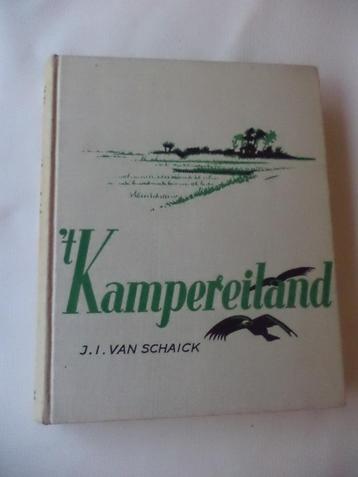 't Kampereiland
J. I. VAN SCHAICK